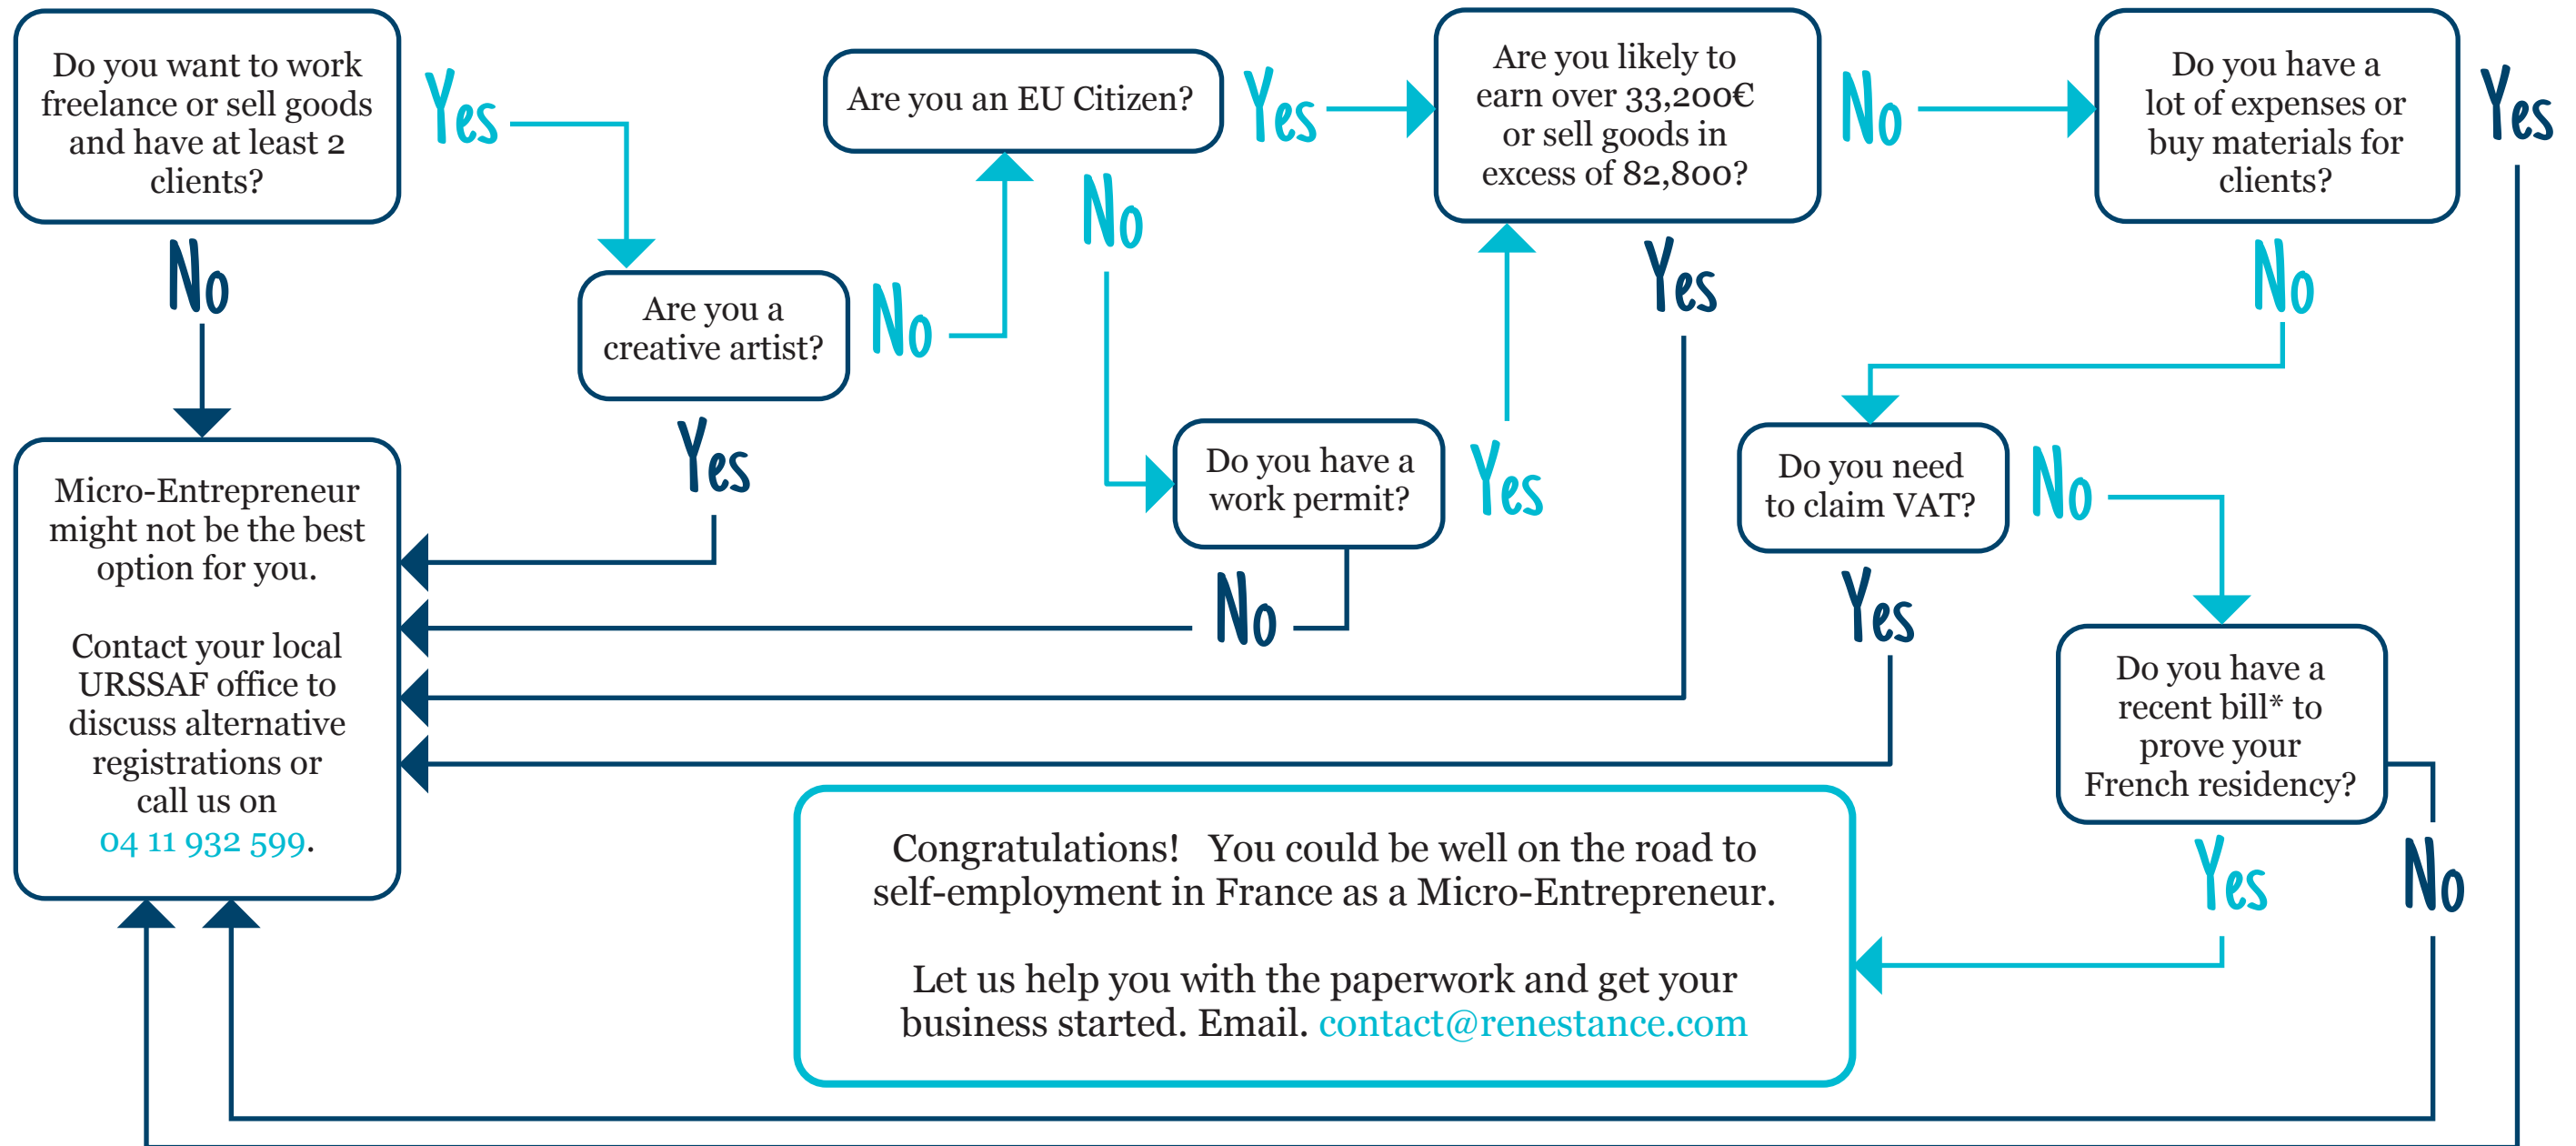 Do you want to work
freelance or sell goods
and have at least 2
clients?
Yes
No
Are you a
creative artist?
No
Yes
Are you an EU Citizen?
Yes
No
Do you have a
work permit?
Yes
No
Are you likely to
earn over 33,200€
or sell goods in
excess of 82,800?
No
Yes
Do you have a
lot of expenses or
buy materials for
clients?
Yes
No
Do you need
to claim VAT?
No
Yes
Do you have a
recent bill* to
prove your
French residency?
Yes
No
Micro-Entrepreneur
might not be the best
option for you.
Contact your local
URSSAF office to
discuss alternative
registrations or
call us on
04 11 932 599.
Congratulations! You could be well on the road to
self-employment in France as a Micro-Entrepreneur.
Let us help you with the paperwork and get your
business started. Email. contact@renestance.com